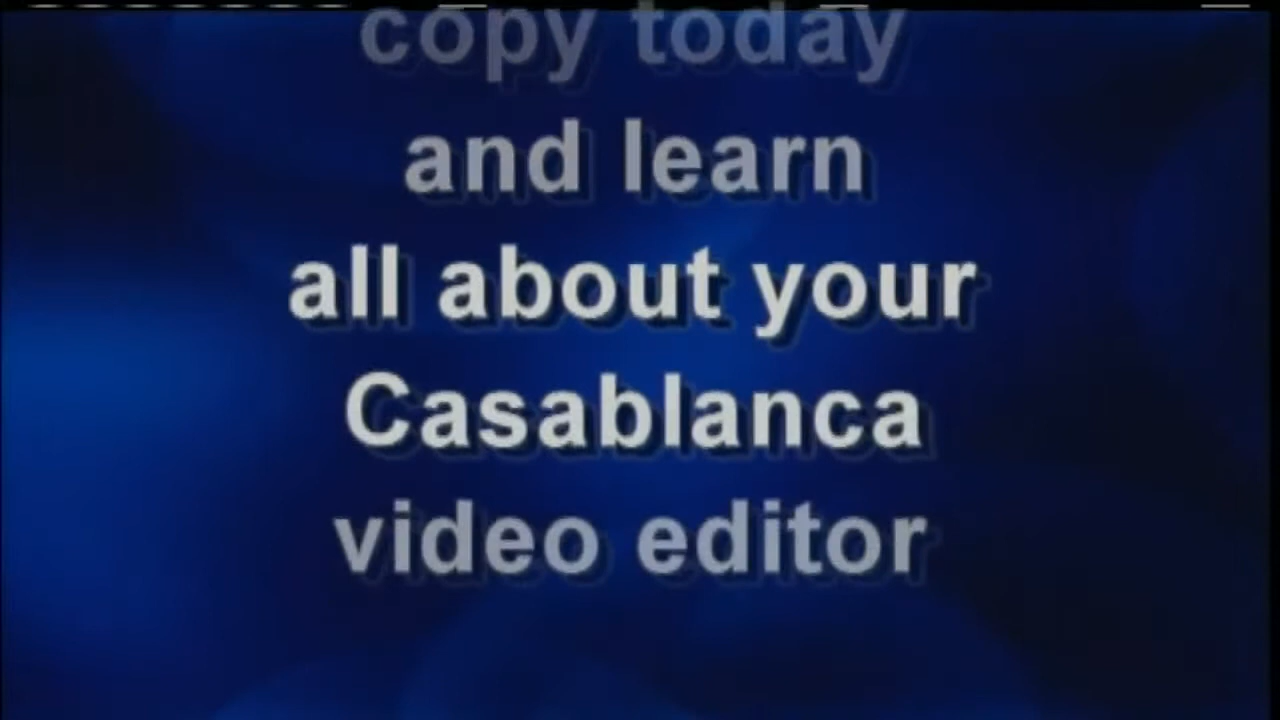 copy today
and learn
all about your
Casablanca
video editor